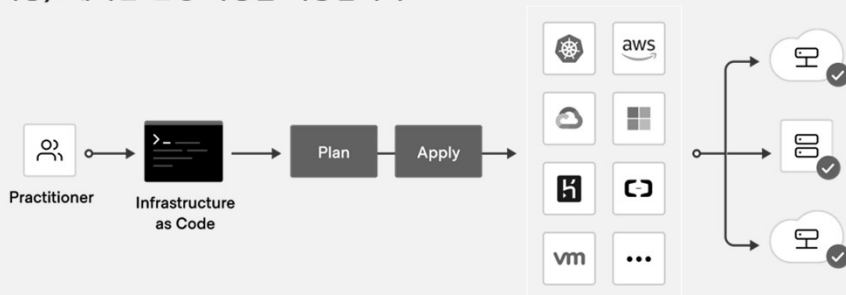 Practitioner
Infrastructure
as Code
Plan
Apply
aws
vm